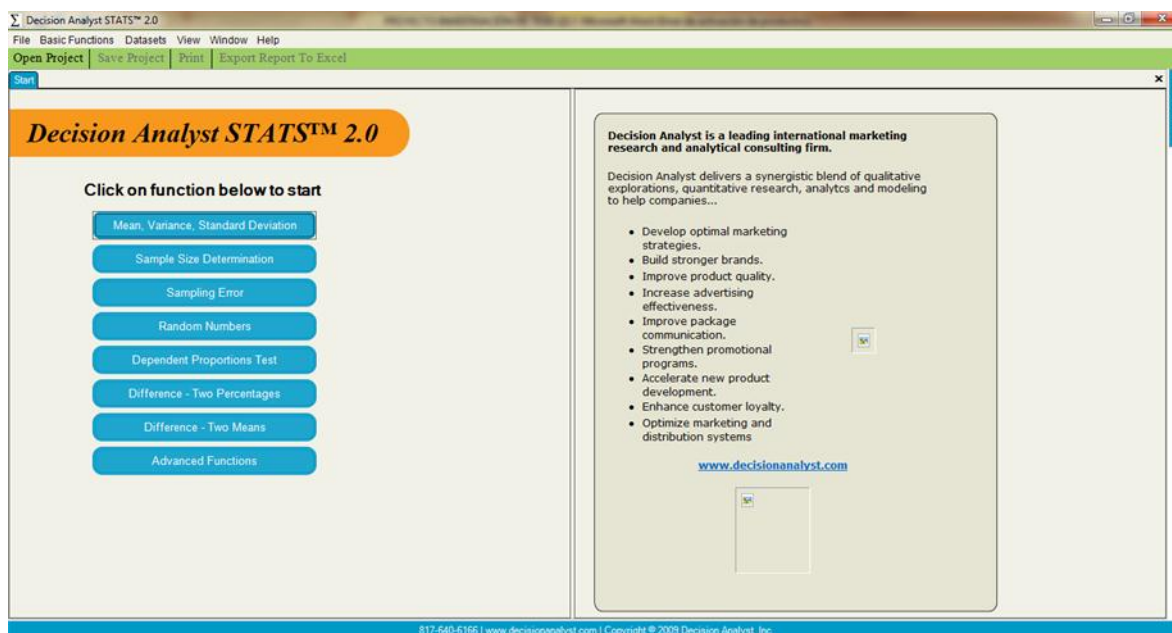 Decision Analyst STATS™ 2.0
File Basic Functions Datasets View Window Help
Open Project Save Project Print Export Report To Excel
Start
Decision Analyst STATS™ 2.0
Click on function below to start
Mean, Variance, Standard Deviation
Sample Size Determination
Sampling Error
Random Numbers
Dependent Proportions Test
Difference - Two Percentages
Difference - Two Means
Advanced Functions
Decision Analyst is a leading international marketing
research and analytical consulting firm.
Decision Analyst delivers a synergistic blend of qualitative
explorations, quantitative research, analytcs and modeling
to help companies...
• Develop optimal marketing
strategies.
• Build stronger brands.
• Improve product quality.
• Increase advertising
effectiveness.
• Improve package
communication.
• Strengthen promotional
programs.
• Accelerate new product
development.
• Enhance customer loyalty.
• Optimize marketing and
distribution systems
www.decisionanalyst.com
817-640-6166 | www.decisionanalyst.com | Copyright © 2009 Decision Analyst, Inc.